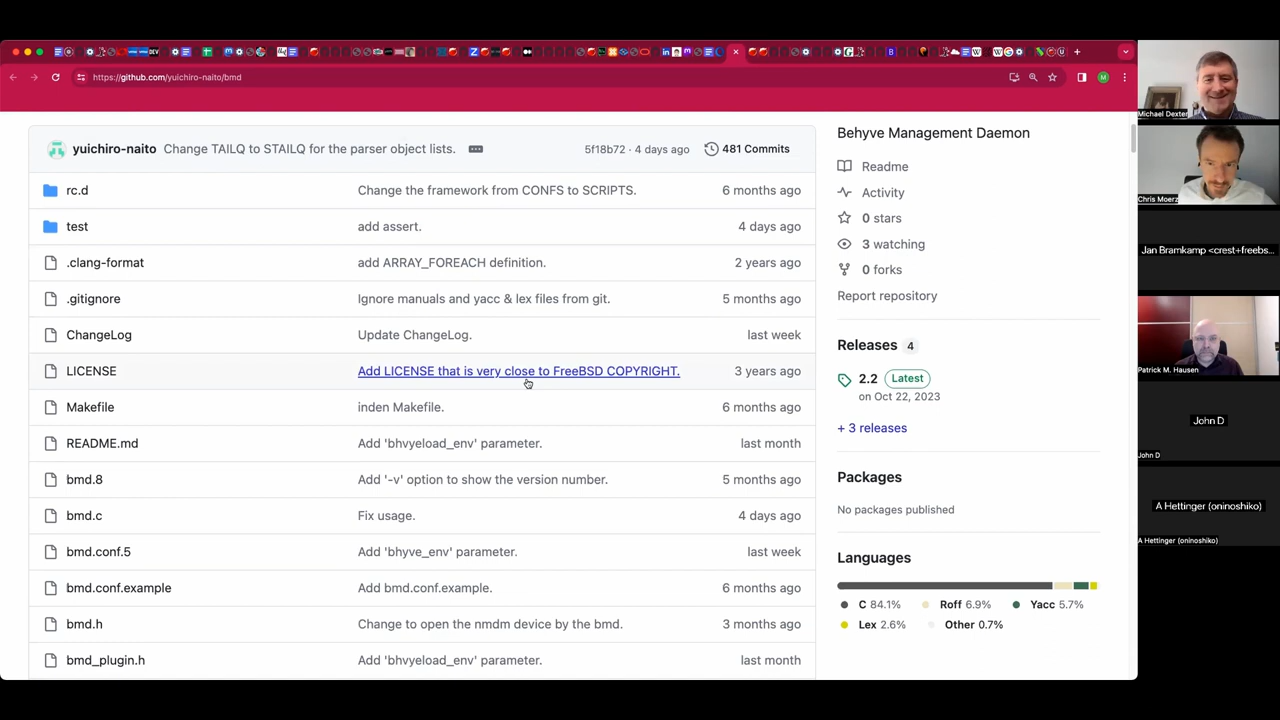 https://github.com/yuichiro-naito/bmd
M
yuichiro-naito Change TAILQ to STAILQ for the parser object lists. 5f18b72 · 4 days ago 481 Commits
rc.d Change the framework from CONFS to SCRIPTS. 6 months ago
test add assert. 4 days ago
.clang-format add ARRAY_FOREACH definition. 2 years ago
.gitignore Ignore manuals and yacc & lex files from git. 5 months ago
ChangeLog Update ChangeLog. last week
LICENSE Add LICENSE that is very close to FreeBSD COPYRIGHT. 3 years ago
Makefile inden Makefile. 6 months ago
README.md Add 'bhvyeload_env' parameter. last month
bmd.8 Add '-v' option to show the version number. 5 months ago
bmd.c Fix usage. 4 days ago
bmd.conf.5 Add 'bhyve_env' parameter. last week
bmd.conf.example Add bmd.conf.example. 6 months ago
bmd.h Change to open the nmdm device by the bmd. 3 months ago
bmd_plugin.h Add 'bhvyeload_env' parameter. last month
Behyve Management Daemon
Readme
Activity
0 stars
3 watching
0 forks
Report repository
Releases 4
2.2 Latest
on Oct 22, 2023
+ 3 releases
Packages
No packages published
Languages
C 84.1% Roff 6.9% Yacc 5.7%
Lex 2.6% Other 0.7%
Michael Dexter
Chris Moerz
Jan Bramkamp <crest+freebs...
Patrick M. Hausen
John D
John D
A Hettinger (oninoshiko)
A Hettinger (oninoshiko)